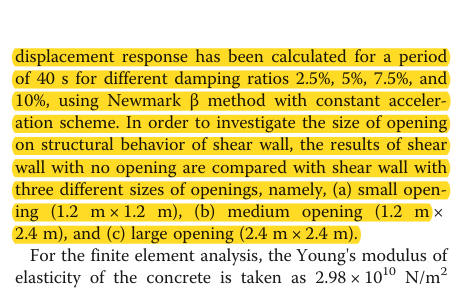 displacement response has been calculated for a period
of 40 s for different damping ratios 2.5%, 5%, 7.5%, and
10%, using Newmark β method with constant acceler-
ation scheme. In order to investigate the size of opening
on structural behavior of shear wall, the results of shear
wall with no opening are compared with shear wall with
three different sizes of openings, namely, (a) small open-
ing (1.2 m × 1.2 m), (b) medium opening (1.2 m ×
2.4 m), and (c) large opening (2.4 m × 2.4 m).
For the finite element analysis, the Young's modulus of
elasticity of the concrete is taken as 2.98 × 10¹⁰ N/m²